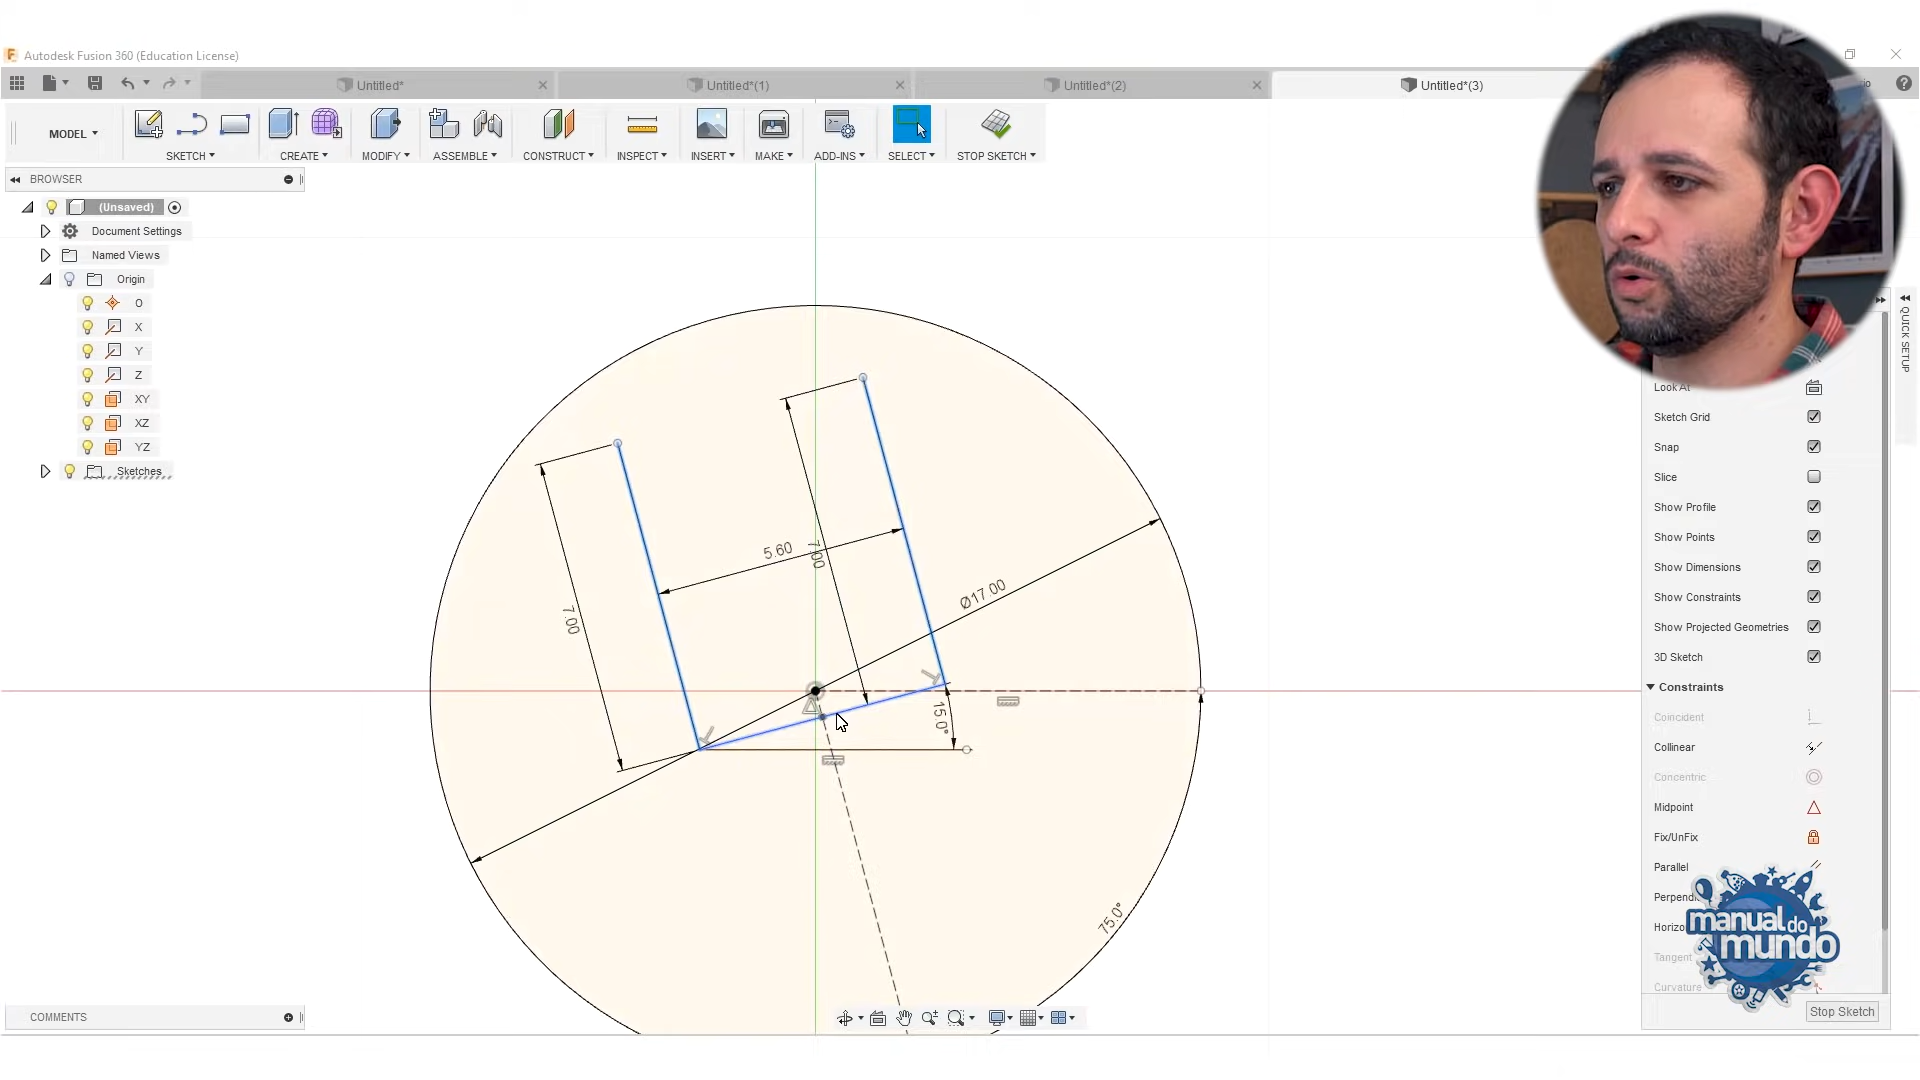 Autodesk Fusion 360 (Education License)
Untitled*
Untitled*(1)
Untitled*(2)
Untitled*(3)
MODEL
SKETCH
CREATE
MODIFY
ASSEMBLE
CONSTRUCT
INSPECT
INSERT
MAKE
ADD-INS
SELECT
STOP SKETCH
BROWSER
(Unsaved)
Document Settings
Named Views
Origin
O
X
Y
Z
XY
XZ
YZ
Sketches
7.00
5.60
7.00
Ø17.00
15.0°
75.0°
QUICK SETUP
Look At
Sketch Grid
Snap
Slice
Show Profile
Show Points
Show Dimensions
Show Constraints
Show Projected Geometries
3D Sketch
Constraints
Coincident
Collinear
Concentric
Midpoint
Fix/UnFix
Parallel
Perpend
Horizo
Tangent
Curvature
manual do
mundo
Stop Sketch
COMMENTS